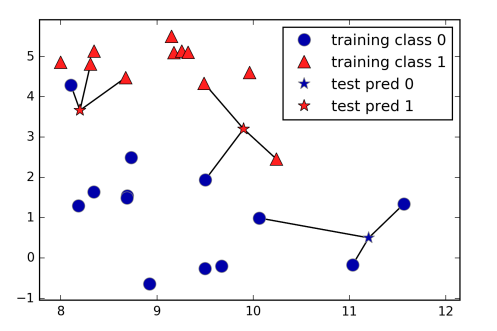 training class 0
training class 1
test pred 0
test pred 1
5
4
3
2
1
0
−1
8 9 10 11 12